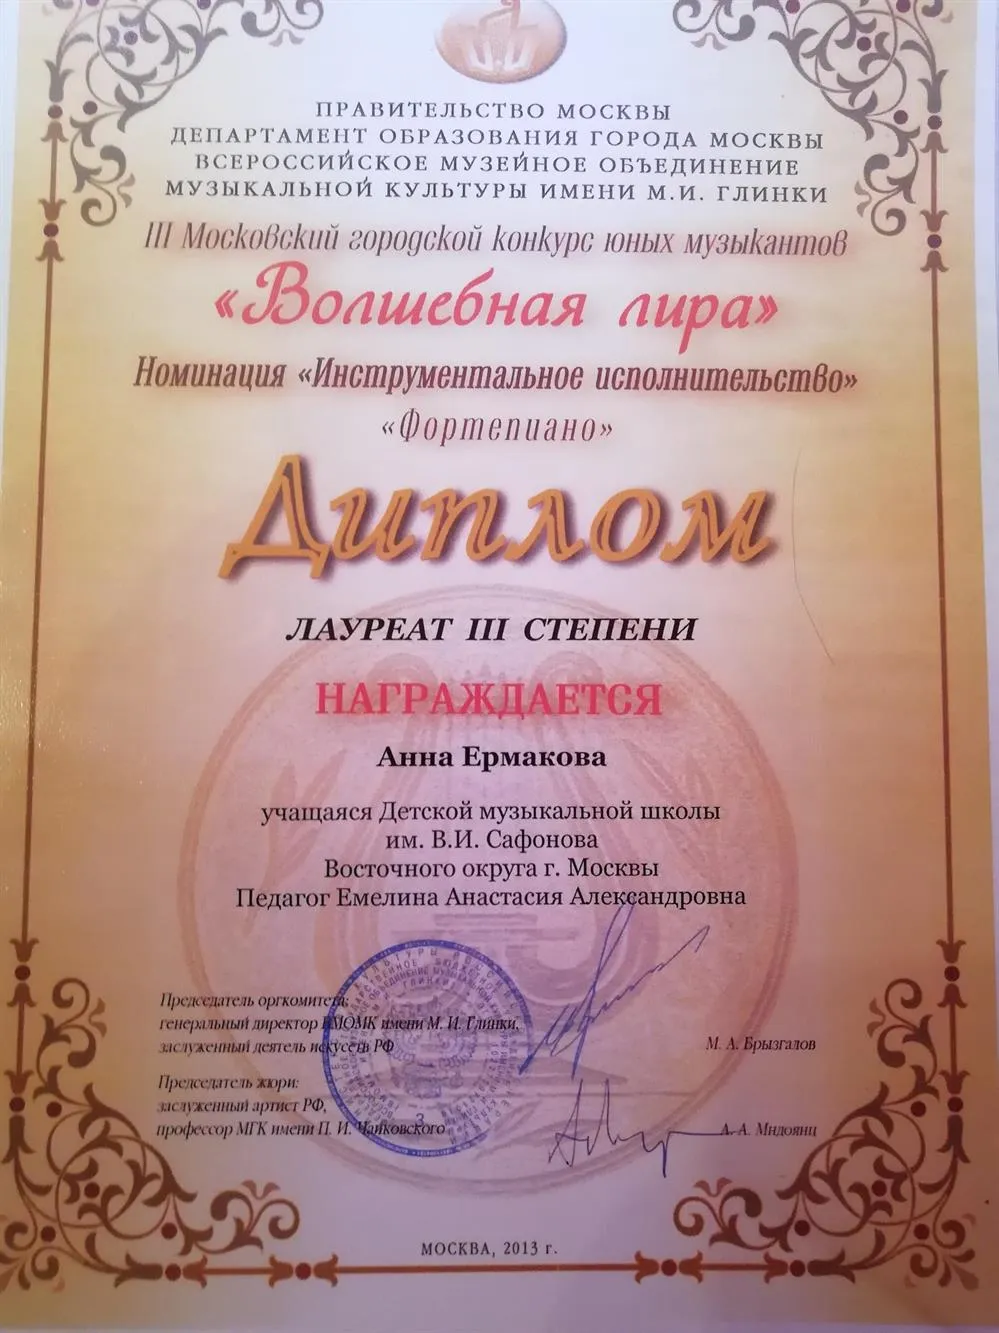 ПРАВИТЕЛЬСТВО МОСКВЫ
ДЕПАРТАМЕНТ ОБРАЗОВАНИЯ ГОРОДА МОСКВЫ
ВСЕРОССИЙСКОЕ МУЗЕЙНОЕ ОБЪЕДИНЕНИЕ
МУЗЫКАЛЬНОЙ КУЛЬТУРЫ ИМЕНИ М.И. ГЛИНКИ
III Московский городской конкурс юных музыкантов
«Волшебная лира»
Номинация «Инструментальное исполнительство»
«Фортепиано»
Диплом
ЛАУРЕАТ III СТЕПЕНИ
НАГРАЖДАЕТСЯ
Анна Ермакова
учащаяся Детской музыкальной школы
им. В.И. Сафонова
Восточного округа г. Москвы
Педагог Емелина Анастасия Александровна
Председатель оргкомитета:
генеральный директор ВМОМК имени М. И. Глинки,
заслуженный деятель искусств РФ
М. А. Брызгалов
Председатель жюри:
заслуженный артист РФ,
профессор МГК имени П. И. Чайковского
А. А. Мндоянц
МОСКВА, 2013 г.